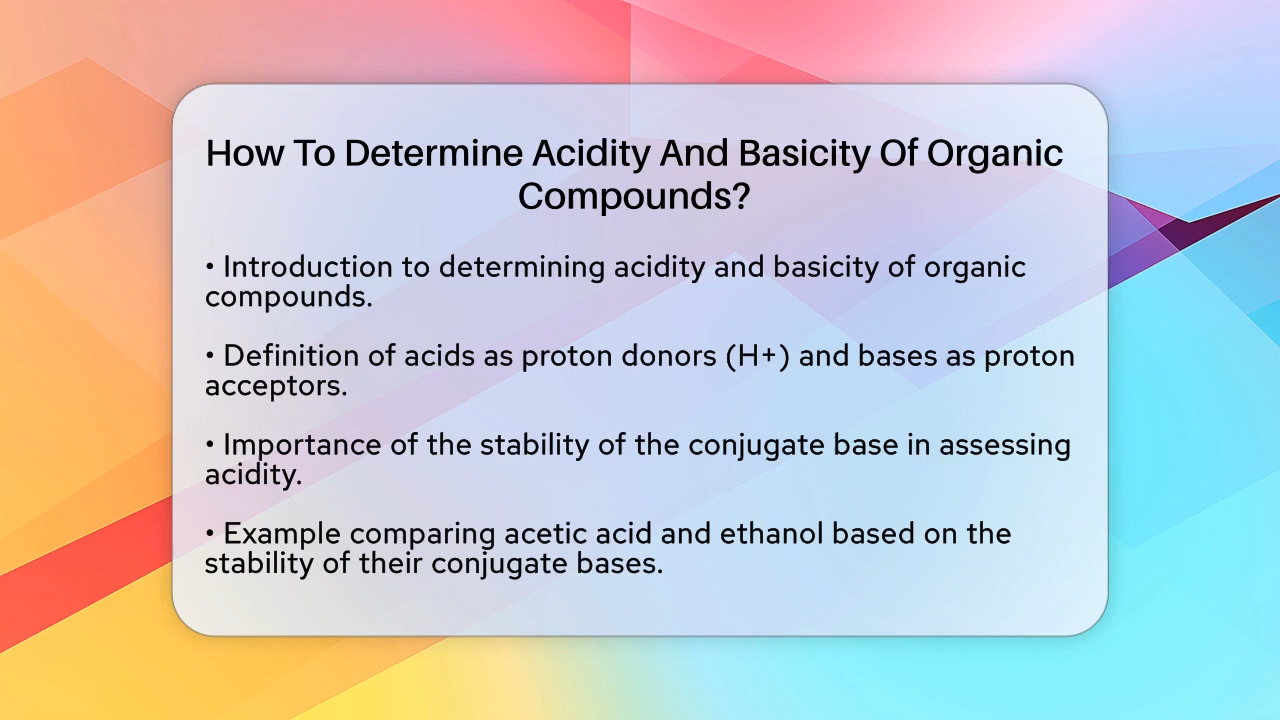 How To Determine Acidity And Basicity Of Organic
Compounds?
• Introduction to determining acidity and basicity of organic
compounds.
• Definition of acids as proton donors (H+) and bases as proton
acceptors.
• Importance of the stability of the conjugate base in assessing
acidity.
• Example comparing acetic acid and ethanol based on the
stability of their conjugate bases.